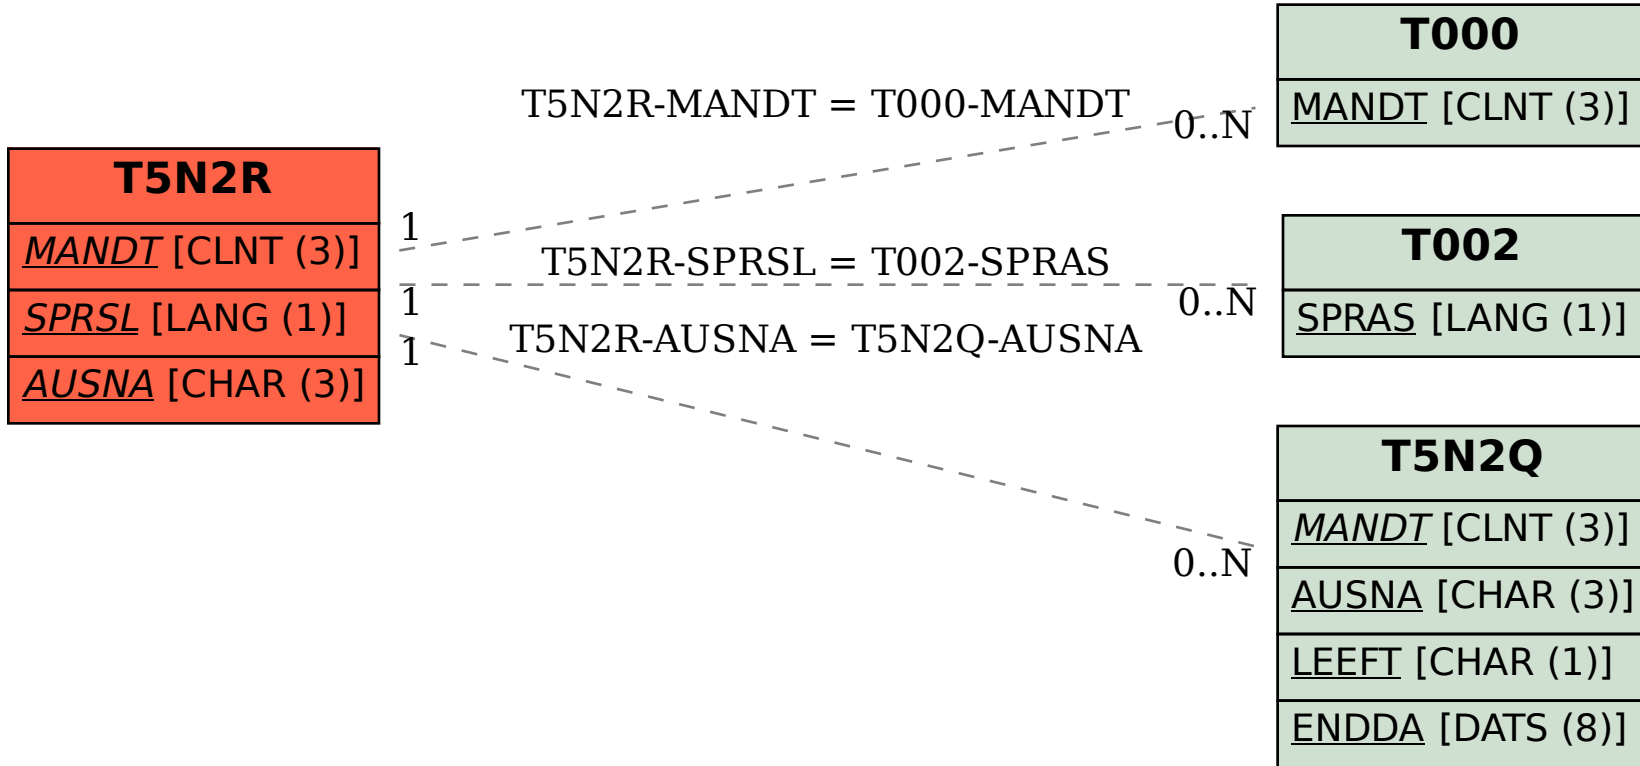 T000
MANDT [CLNT (3)]
T5N2R-MANDT = T000-MANDT
0..N
T5N2R
MANDT [CLNT (3)]
SPRSL [LANG (1)]
AUSNA [CHAR (3)]
1
T5N2R-SPRSL = T002-SPRAS
1
0..N
T002
SPRAS [LANG (1)]
1
T5N2R-AUSNA = T5N2Q-AUSNA
0..N
T5N2Q
MANDT [CLNT (3)]
AUSNA [CHAR (3)]
LEEFT [CHAR (1)]
ENDDA [DATS (8)]